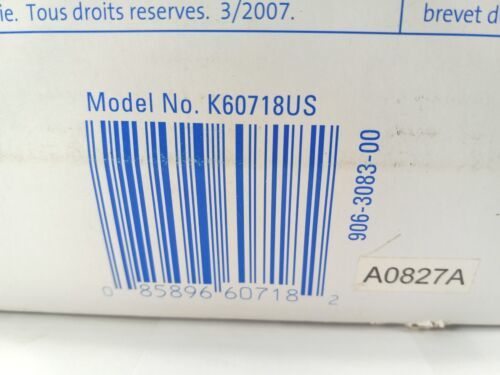 ie. Tous droits reserves. 3/2007.
brevet d
Model No. K60718US
906-3083-00
A0827A
0 85896 60718 2